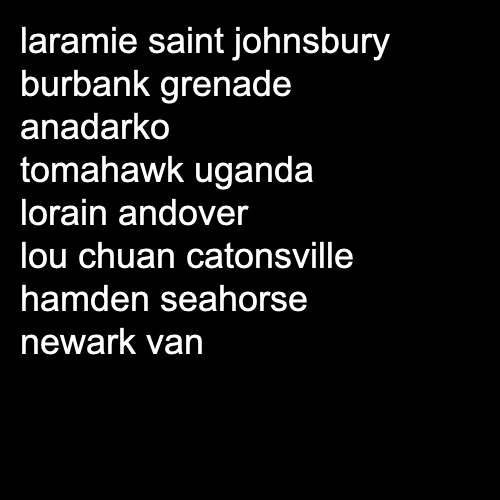 laramie saint johnsbury
burbank grenade
anadarko
tomahawk uganda
lorain andover
lou chuan catonsville
hamden seahorse
newark van